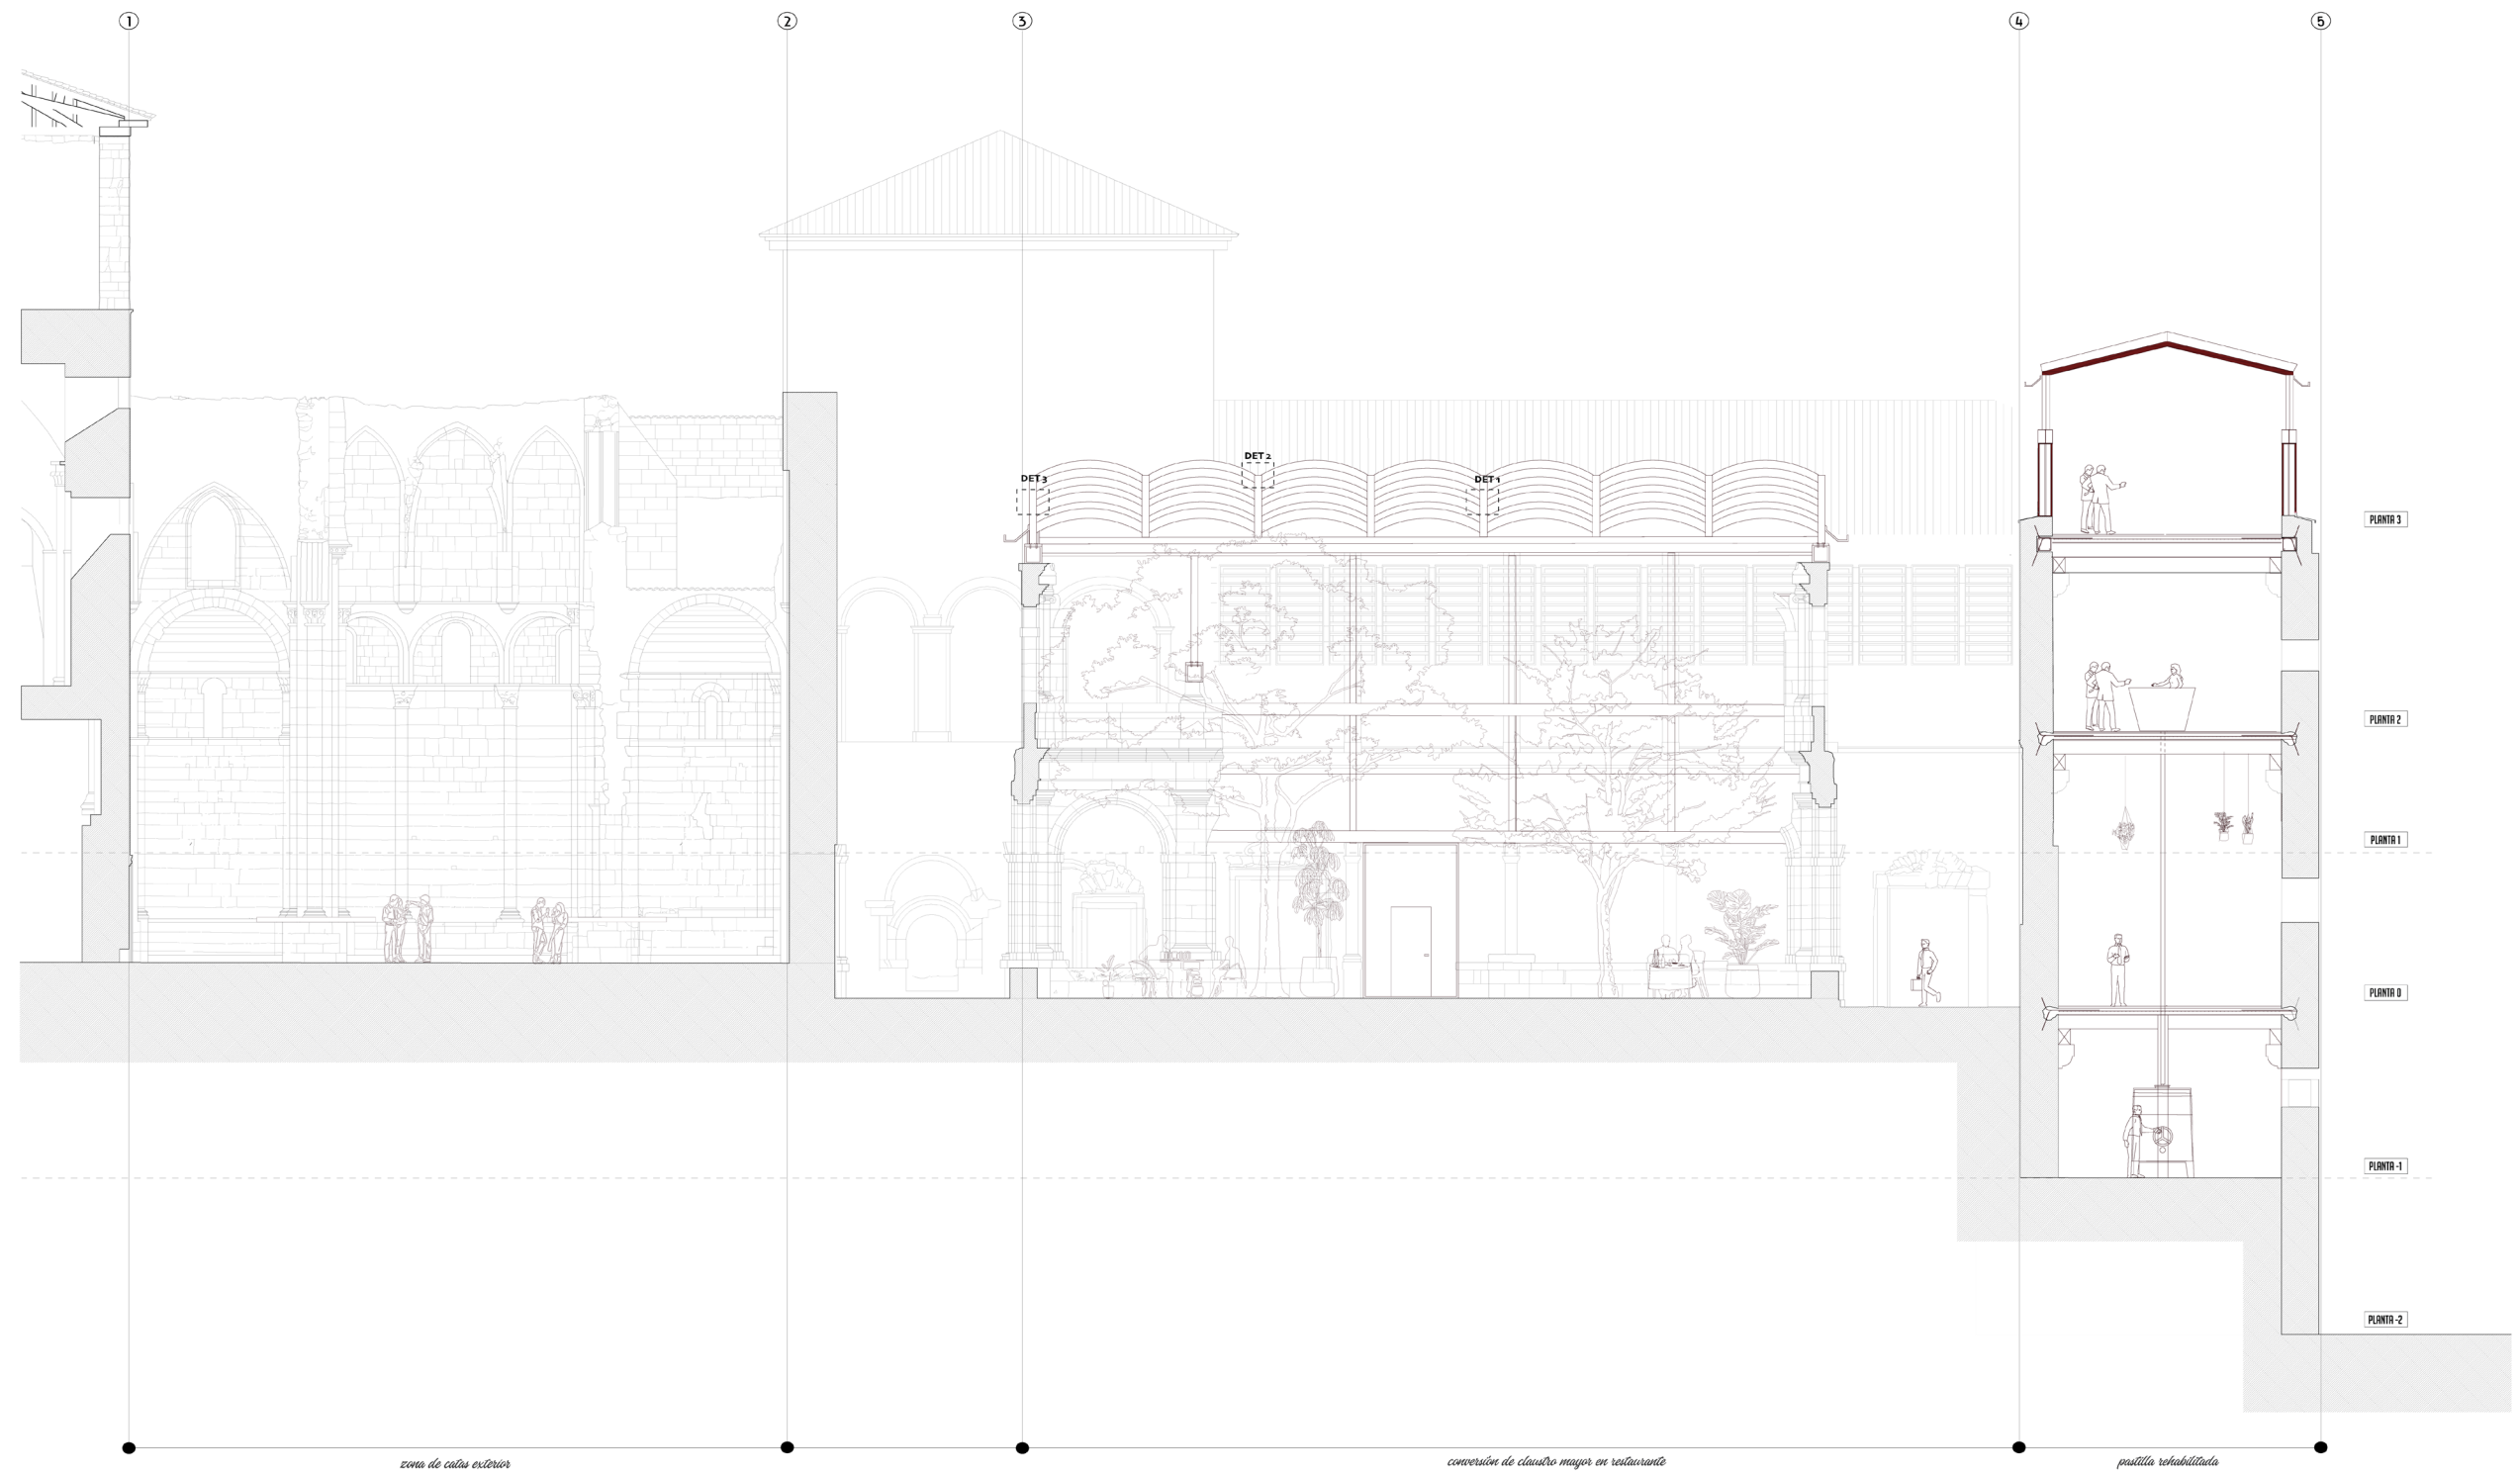 1
2
3
4
5
DET 2
DET 3
DET 1
PLANTA 3
PLANTA 2
PLANTA 1
PLANTA 0
PLANTA -1
PLANTA -2
zona de catas exterior
conversión de claustro mayor en restaurante
pastilla rehabilitada